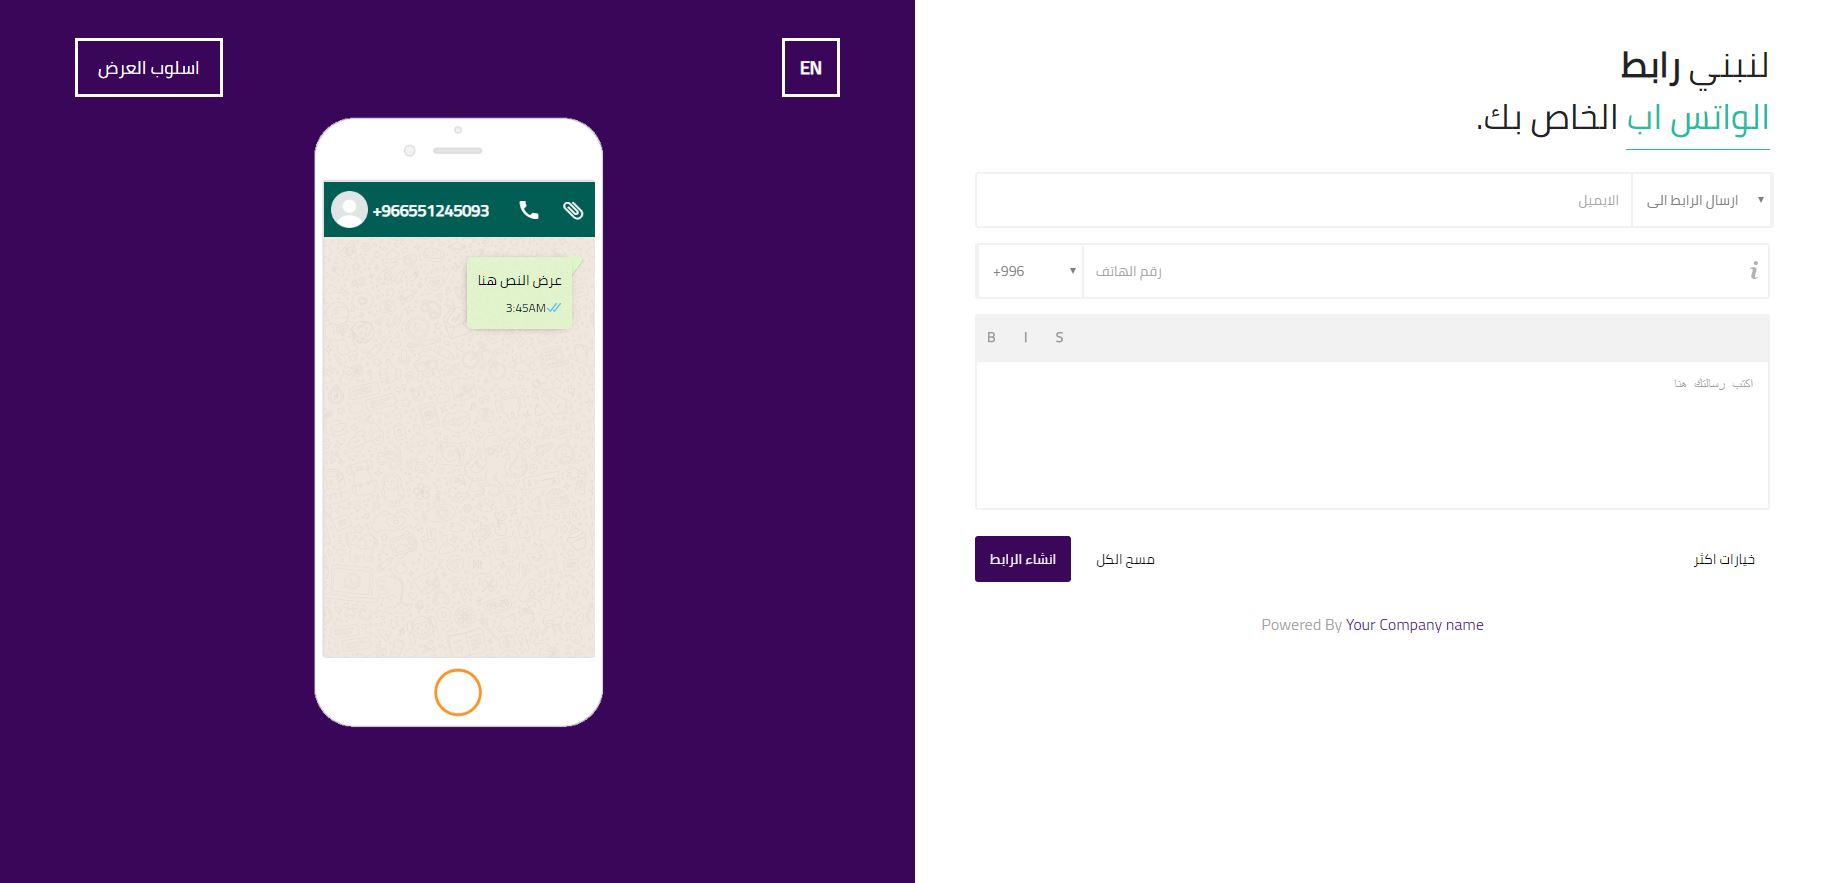 لنبني رابط
الواتس اب الخاص بك.
ارسال الرابط الى
الايميل
+996
رقم الهاتف
i
B I S
اكتب رسالتك هنا
خيارات اكثر
مسح الكل
انشاء الرابط
Powered By Your Company name
EN
اسلوب العرض
+966551245093
عرض النص هنا
3:45AM